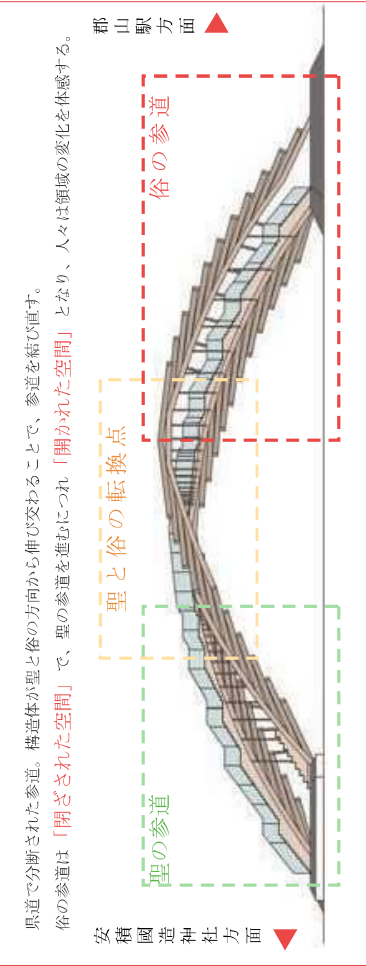 県道で分断された参道。構造体が聖と俗の方向から伸び交わることで、参道を結び直す。
俗の参道は「閉ざされた空間」で、聖の参道を進むにつれ「開かれた空間」となり、人々は領域の変化を体感する。
安積國造神社方面
聖の参道
聖と俗の転換点
俗の参道
郡山駅方面